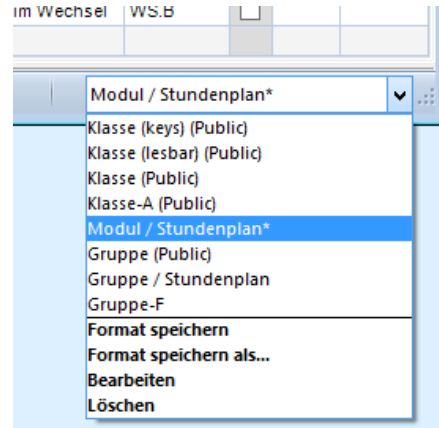 im Wechsel WS.B
Modul / Stundenplan*
Klasse (keys) (Public)
Klasse (lesbar) (Public)
Klasse (Public)
Klasse-A (Public)
Modul / Stundenplan*
Gruppe (Public)
Gruppe / Stundenplan
Gruppe-F
Format speichern
Format speichern als...
Bearbeiten
Löschen